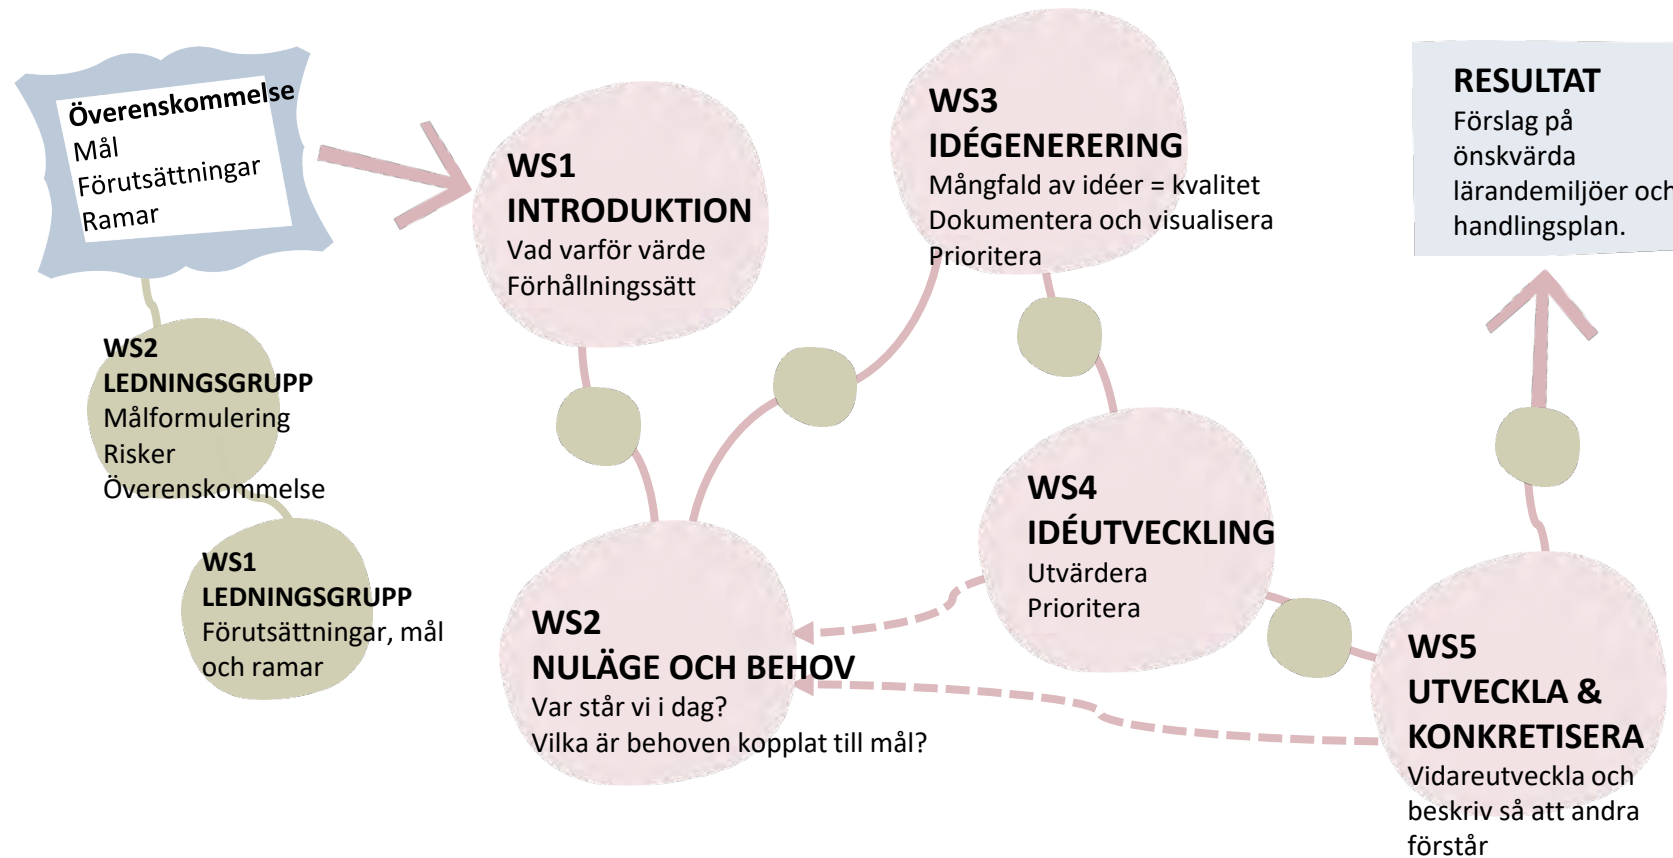 Överenskommelse
Mål
Förutsättningar
Ramar
WS2
LEDNINGSGRUPP
Målformulering
Risker
Överenskommelse
WS1
LEDNINGSGRUPP
Förutsättningar, mål
och ramar
WS1
INTRODUKTION
Vad varför värde
Förhållningssätt
WS2
NULÄGE OCH BEHOV
Var står vi i dag?
Vilka är behoven kopplat till mål?
WS3
IDÉGENERERING
Mångfald av idéer = kvalitet
Dokumentera och visualisera
Prioritera
WS4
IDÉUTVECKLING
Utvärdera
Prioritera
WS5
UTVECKLA &
KONKRETISERA
Vidareutveckla och
beskriv så att andra
förstår
RESULTAT
Förslag på
önskvärda
lärandemiljöer och
handlingsplan.